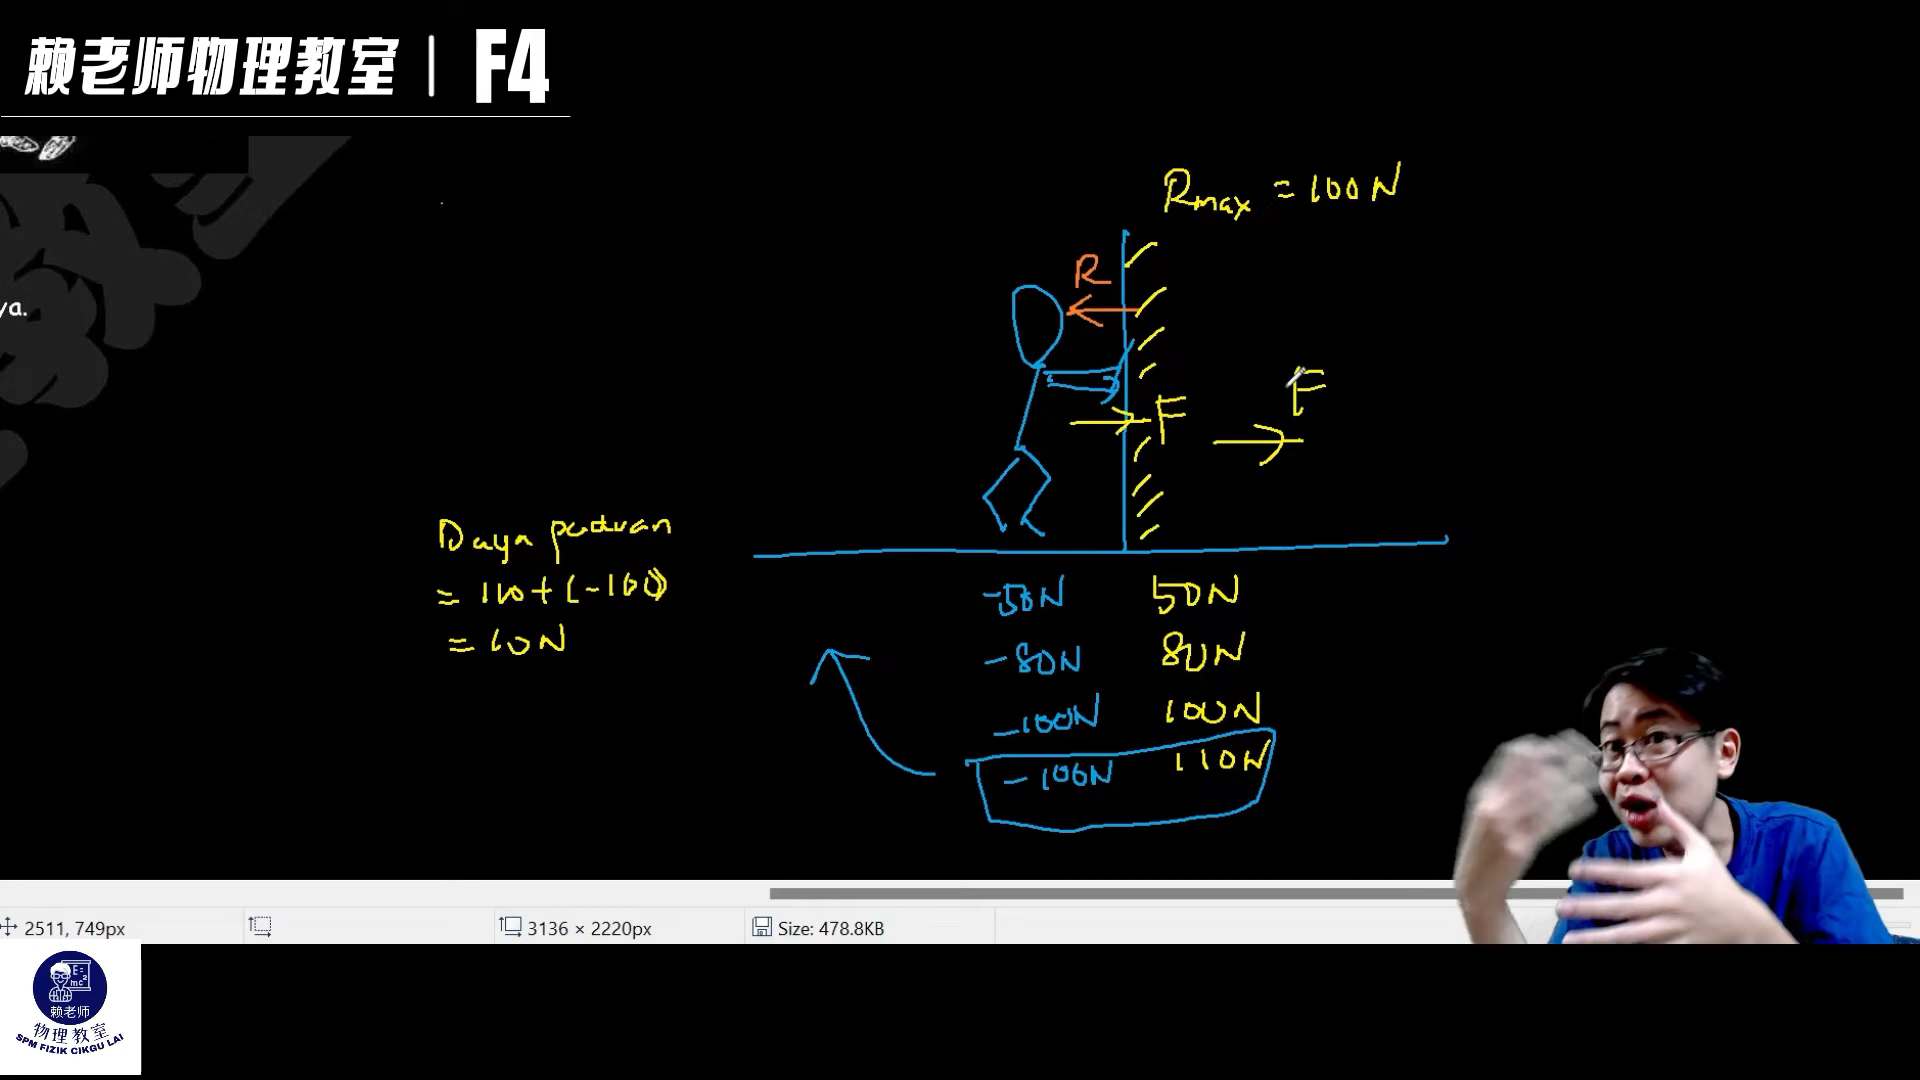 赖老师物理教室 | F4
ya.
Rmax = 100N
R
F
F
Daya paduan
= 110 + (-100)
= 10N
-50N 50N
-80N 80N
-100N 100N
-100N 110N
2511, 749px
3136 × 2220px
Size: 478.8KB
E=
mc²
赖老师
物理教室
SPM FIZIK CIKGU LAI